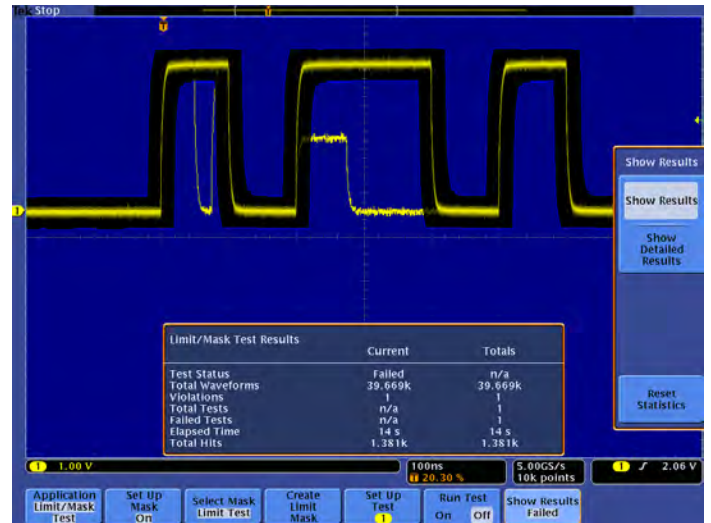 Tek Stop
T
T
1
Show Results
Show Results
Show
Detailed
Results
Limit/Mask Test Results
Current Totals
Test Status Failed n/a
Total Waveforms 39.669k 39.669k
Violations 1 1
Total Tests n/a 1
Failed Tests n/a 1
Elapsed Time 14 s 14 s
Total Hits 1.381k 1.381k
Reset
Statistics
1 1.00 V
100ns
T 20.30 %
5.00GS/s
10k points
1 2.06 V
Application
Limit/Mask
Test
Set Up
Mask
On
Select Mask
Limit Test
Create
Limit
Mask
Set Up
Test
1
Run Test
On Off
Show Results
Failed